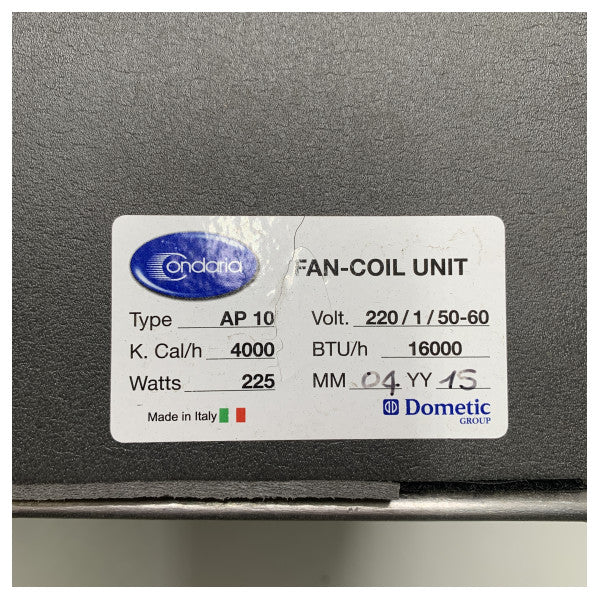 Condaria
FAN-COIL UNIT
Type AP 10 Volt. 220 / 1 / 50-60
K. Cal/h 4000 BTU/h 16000
Watts 225 MM 04 YY 15
Made in Italy Dometic
GROUP